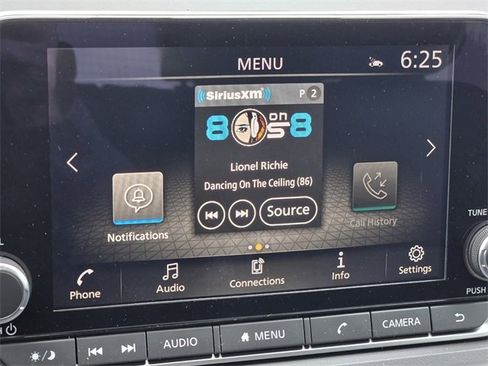 MENU
6:25
SiriusXM
P 2
80s on 8
Lionel Richie
Dancing On The Ceiling (86)
Source
Notifications
Call History
Phone
Audio
Connections
Info
Settings
TUNE
PUSH
AUDIO
MENU
CAMERA